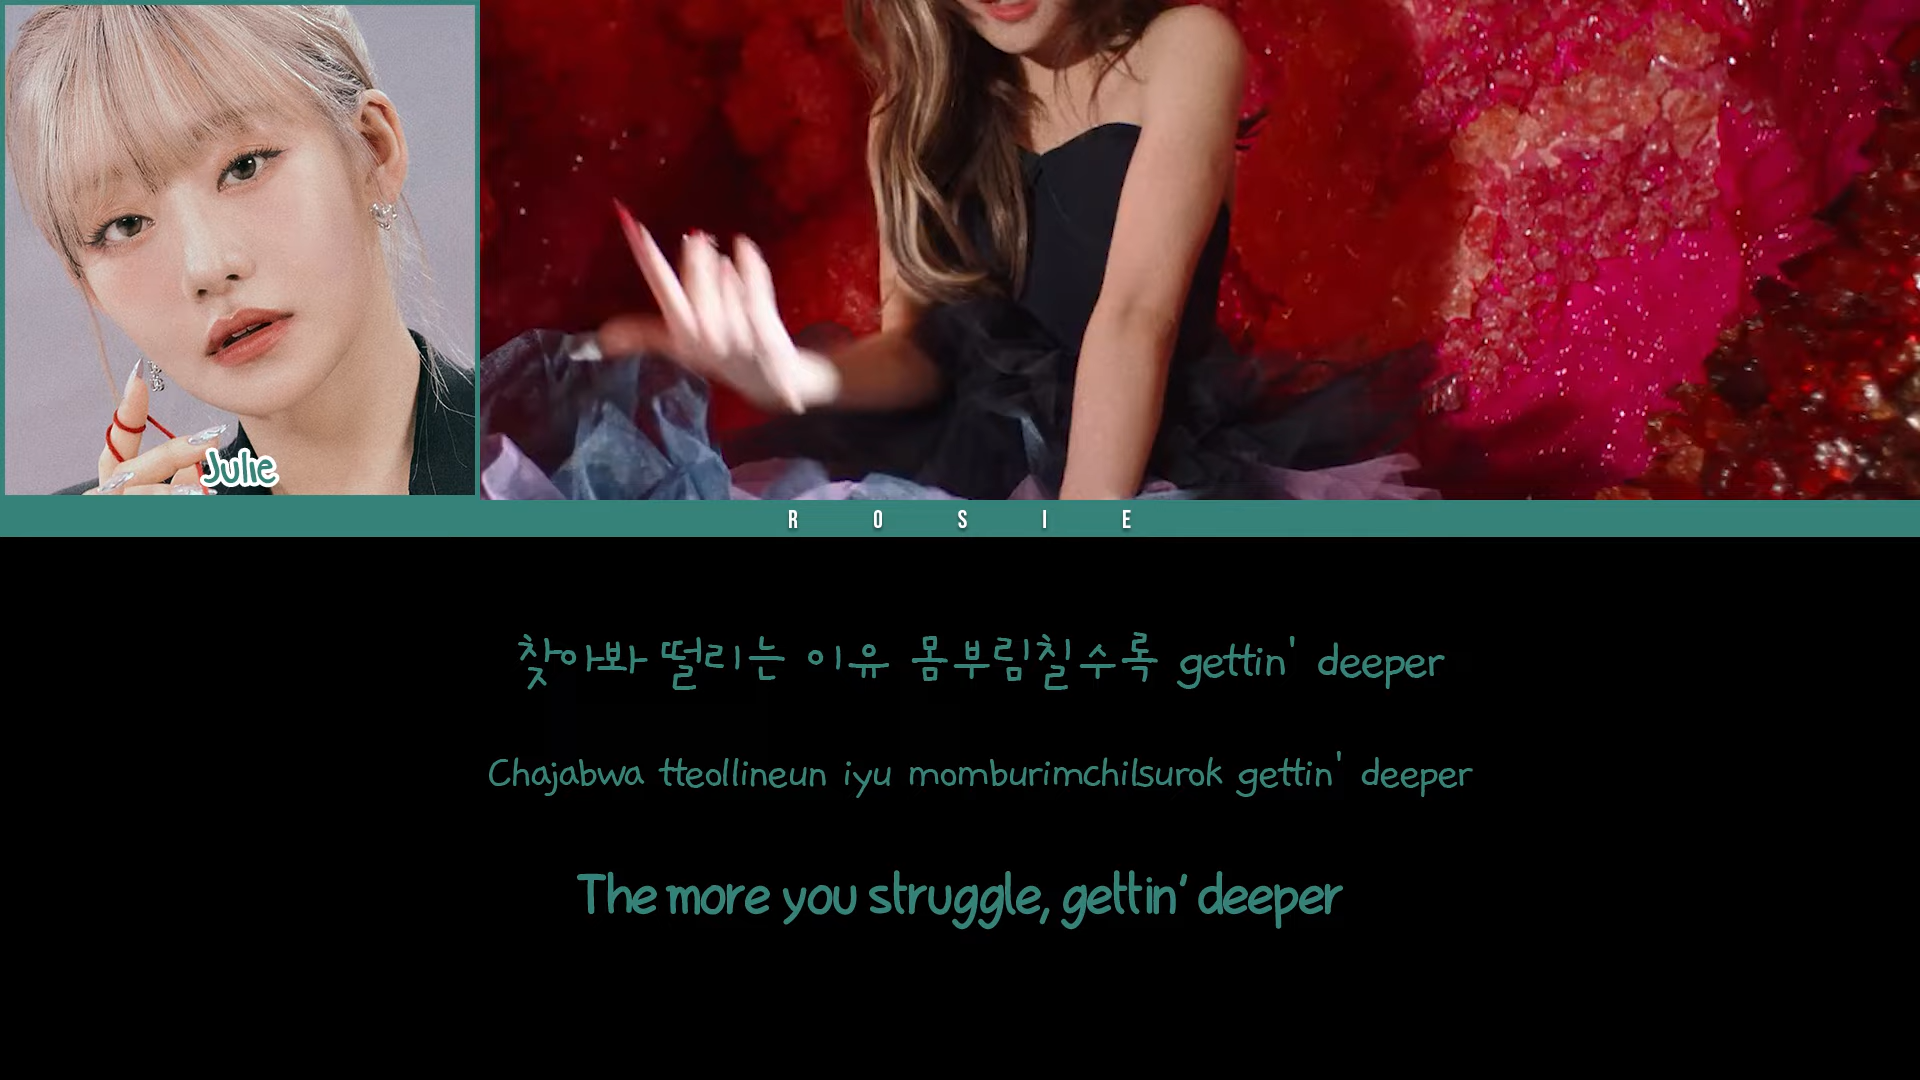 Julie
ROSIE
찾아봐 떨리는 이유 몸부림칠수록 gettin' deeper
Chajabwa tteollineun iyu momburimchilsurok gettin' deeper
The more you struggle, gettin' deeper